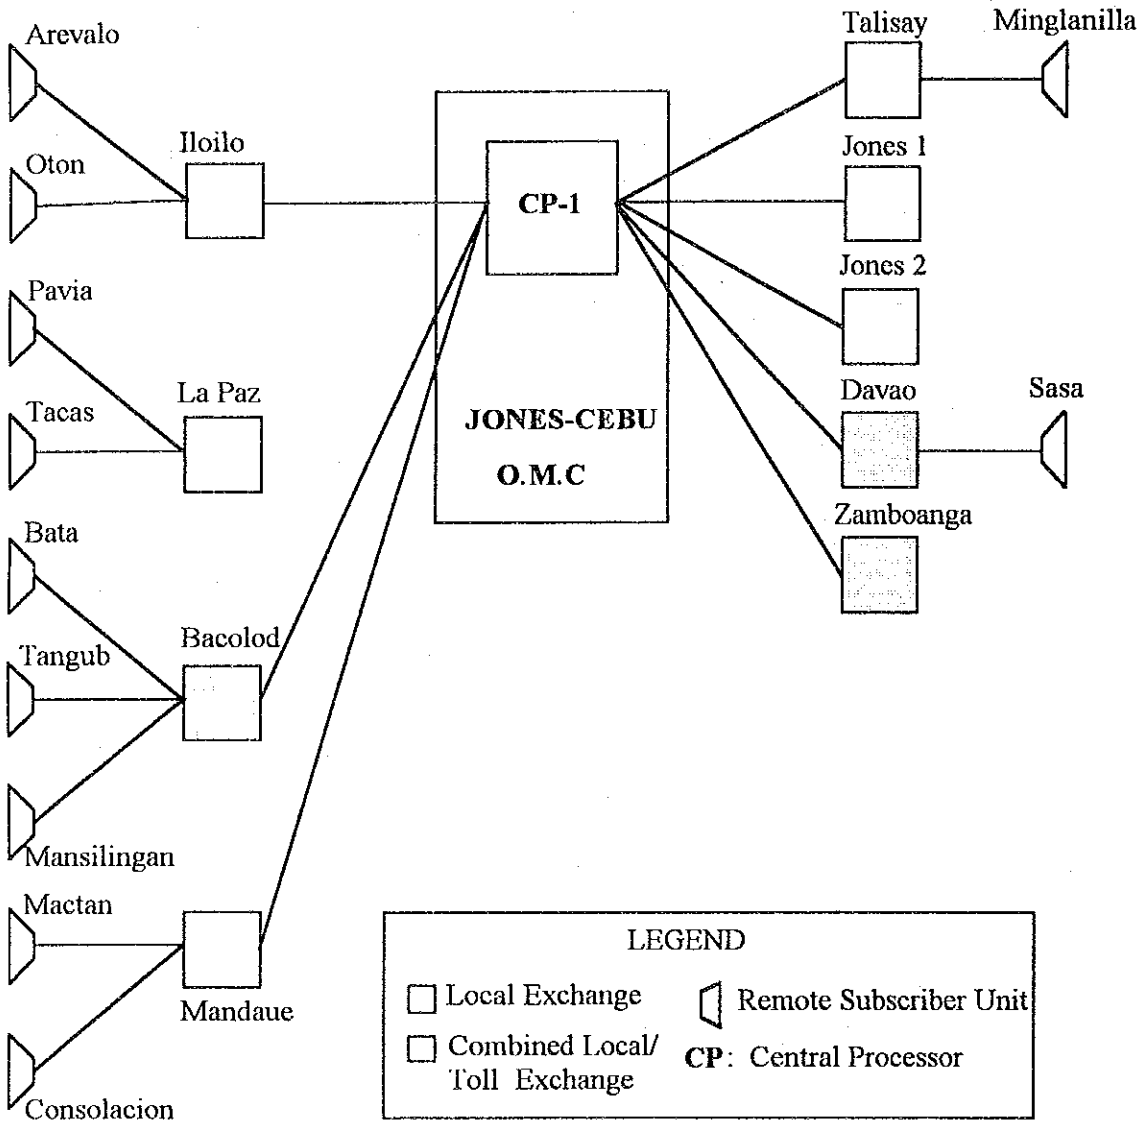 Arevalo
Oton
Iloilo
Pavia
Tacas
La Paz
Bata
Tangub
Bacolod
Mansilingan
Mactan
Mandaue
Consolacion
CP-1
JONES-CEBU
O.M.C
Talisay
Minglanilla
Jones 1
Jones 2
Davao
Sasa
Zamboanga
LEGEND
Local Exchange
Combined Local/
Toll Exchange
Remote Subscriber Unit
CP: Central Processor